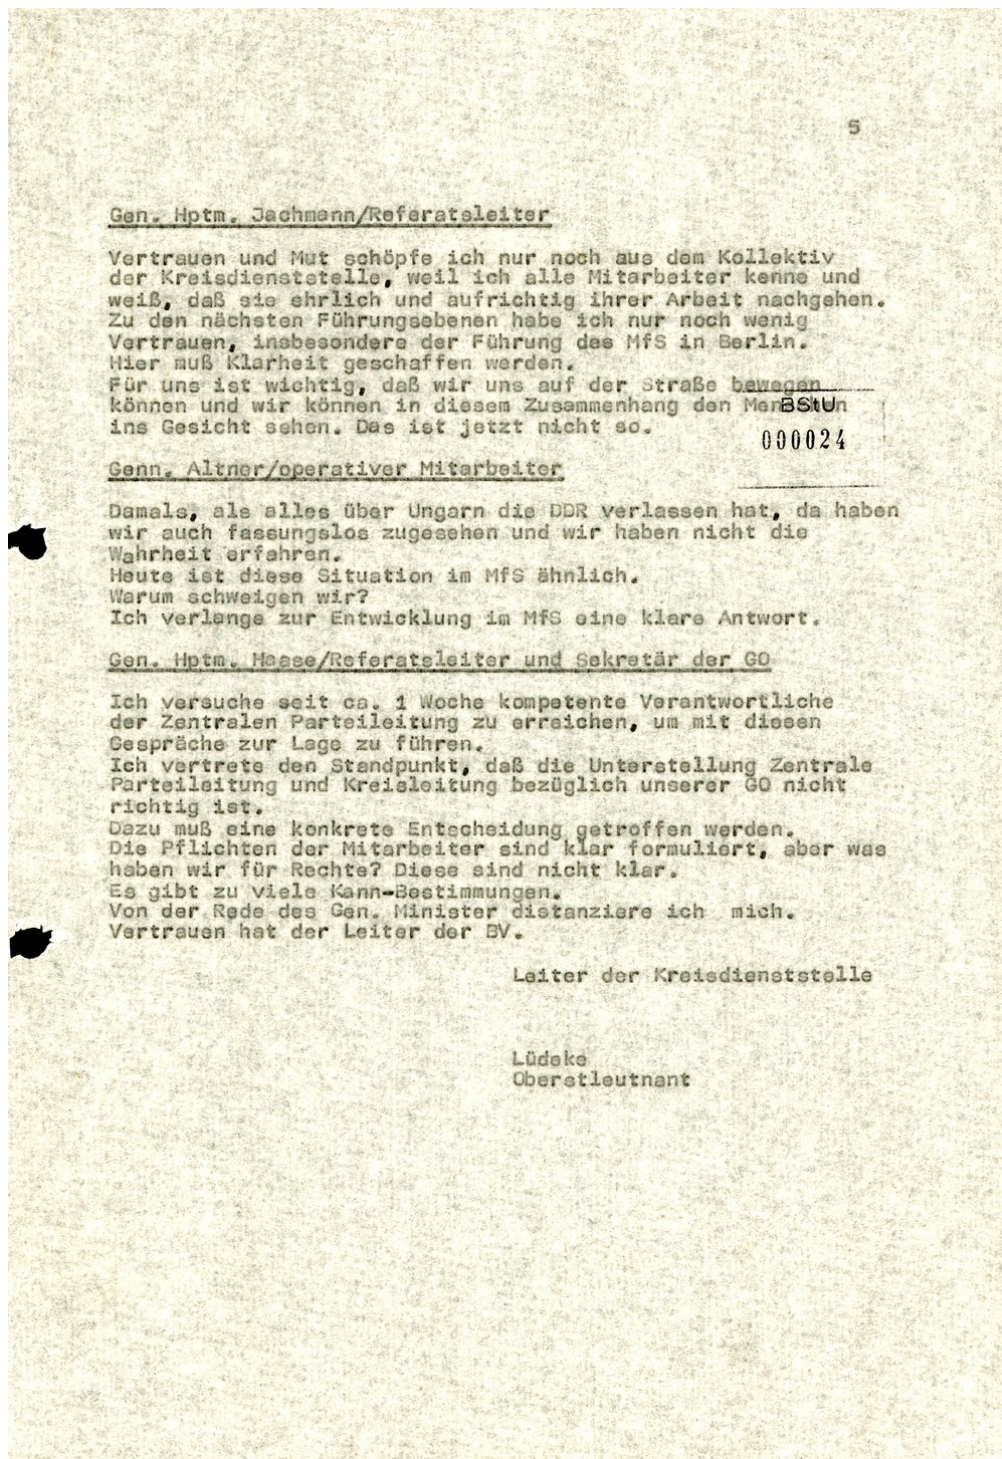 5
Gen. Hptm. Jachmann/Referatsleiter
Vertrauen und Mut schöpfe ich nur noch aus dem Kollektiv
der Kreisdienststelle, weil ich alle Mitarbeiter kenne und
weiß, daß sie ehrlich und aufrichtig ihrer Arbeit nachgehen.
Zu den nächsten Führungsebenen habe ich nur noch wenig
Vertrauen, insbesondere der Führung des MfS in Berlin.
Hier muß Klarheit geschaffen werden.
Für uns ist wichtig, daß wir uns auf der Straße bewegen
können und wir können in diesem Zusammenhang den Menschen
BStU
ins Gesicht sehen. Das ist jetzt nicht so.
000024
Genn. Altner/operativer Mitarbeiter
Damals, als alles über Ungarn die DDR verlassen hat, da haben
wir auch fassungslos zugesehen und wir haben nicht die
Wahrheit erfahren.
Heute ist diese Situation im MfS ähnlich.
Warum schweigen wir?
Ich verlange zur Entwicklung im MfS eine klare Antwort.
Gen. Hptm. Haase/Referatsleiter und Sekretär der GO
Ich versuche seit ca. 1 Woche kompetente Verantwortliche
der Zentralen Parteileitung zu erreichen, um mit diesen
Gespräche zur Lage zu führen.
Ich vertrete den Standpunkt, daß die Unterstellung Zentrale
Parteileitung und Kreisleitung bezüglich unserer GO nicht
richtig ist.
Dazu muß eine konkrete Entscheidung getroffen werden.
Die Pflichten der Mitarbeiter sind klar formuliert, aber was
haben wir für Rechte? Diese sind nicht klar.
Es gibt zu viele Kann-Bestimmungen.
Von der Rede des Gen. Minister distanziere ich mich.
Vertrauen hat der Leiter der BV.
Leiter der Kreisdienststelle
Lüdeke
Oberstleutnant